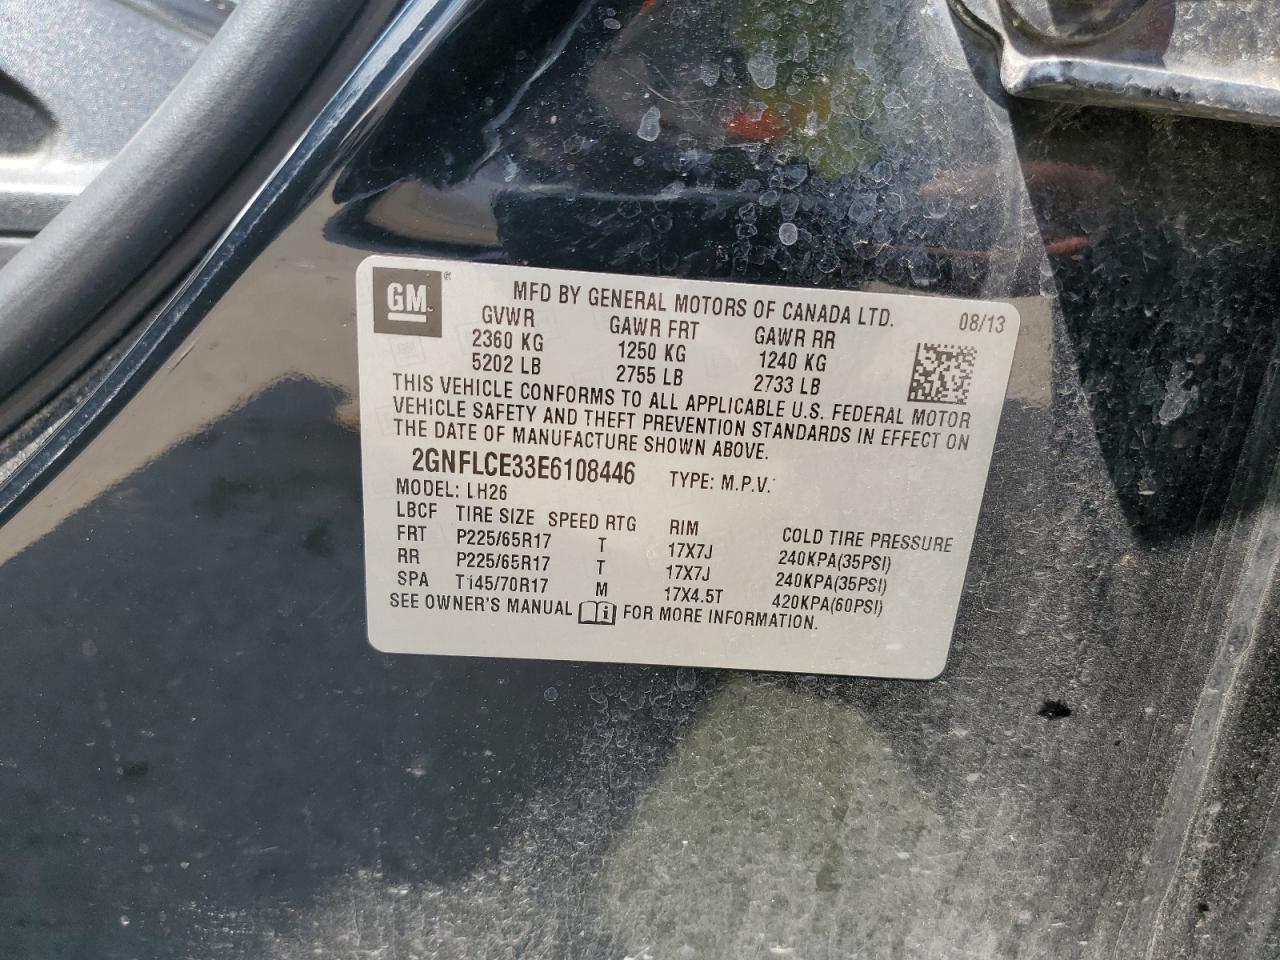 GM ®
MFD BY GENERAL MOTORS OF CANADA LTD.
08/13
GVWR GAWR FRT GAWR RR
2360 KG 1250 KG 1240 KG
5202 LB 2755 LB 2733 LB
THIS VEHICLE CONFORMS TO ALL APPLICABLE U.S. FEDERAL MOTOR
VEHICLE SAFETY AND THEFT PREVENTION STANDARDS IN EFFECT ON
THE DATE OF MANUFACTURE SHOWN ABOVE.
2GNFLCE33E6108446 TYPE: M.P.V.
MODEL: LH26
LBCF TIRE SIZE SPEED RTG RIM COLD TIRE PRESSURE
FRT P225/65R17 T 17X7J 240KPA(35PSI)
RR P225/65R17 T 17X7J 240KPA(35PSI)
SPA T145/70R17 M 17X4.5T 420KPA(60PSI)
SEE OWNER'S MANUAL i FOR MORE INFORMATION.